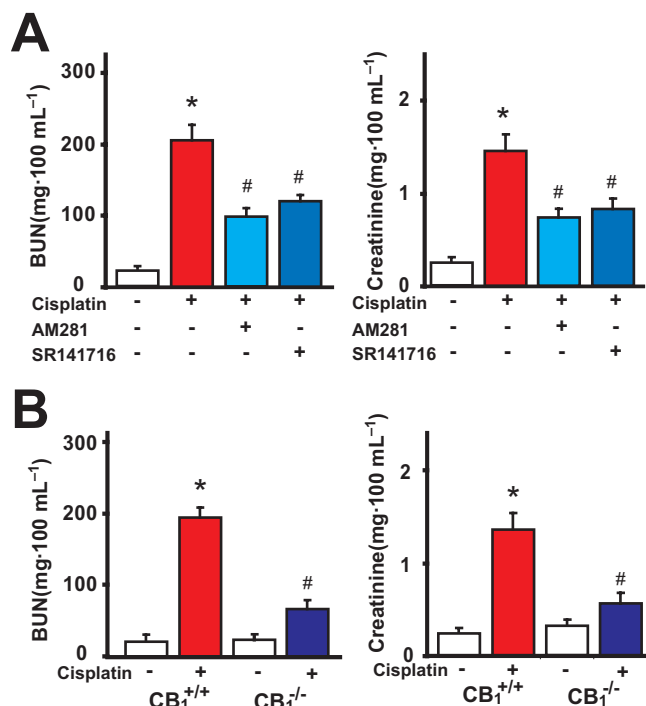 A
BUN(mg·100 mL⁻¹)
300
200
100
0
*
#
#
Cisplatin - + + +
AM281 - - + -
SR141716 - - - +
Creatinine(mg·100 mL⁻¹)
2
1
0
*
#
#
Cisplatin - + + +
AM281 - - + -
SR141716 - - - +
B
BUN(mg·100 mL⁻¹)
300
200
100
0
*
#
Cisplatin - + - +
CB₁⁺/⁺ CB₁⁻/⁻
Creatinine(mg·100 mL⁻¹)
2
1
0
*
#
Cisplatin - + - +
CB₁⁺/⁺ CB₁⁻/⁻